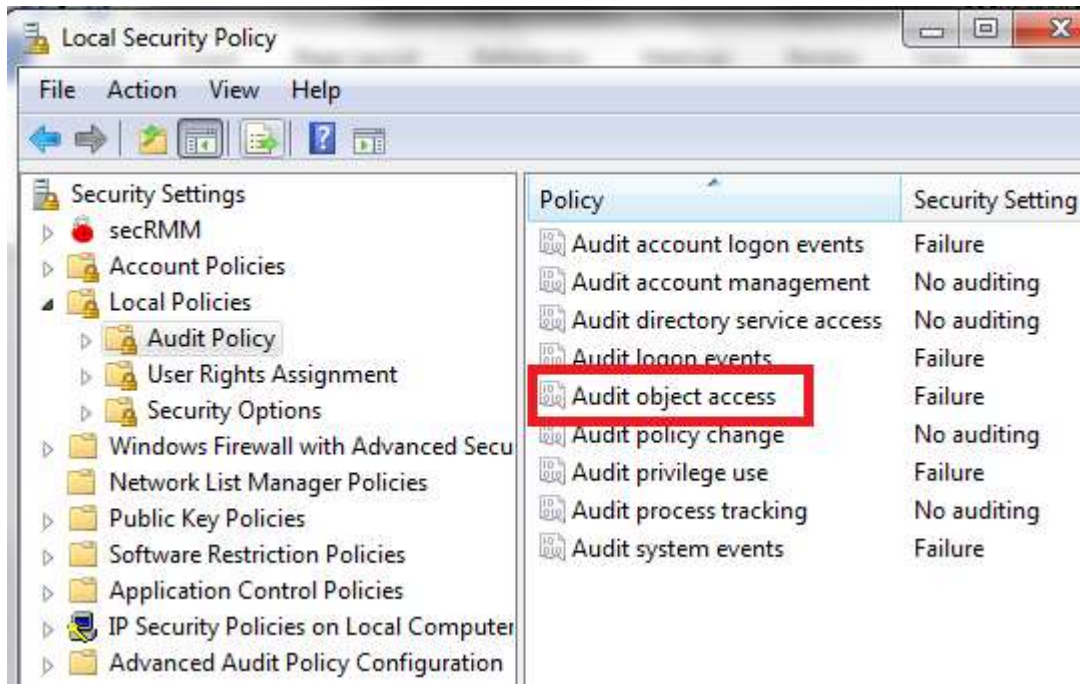 Local Security Policy
File Action View Help
Security Settings
secRMM
Account Policies
Local Policies
Audit Policy
User Rights Assignment
Security Options
Windows Firewall with Advanced Secu
Network List Manager Policies
Public Key Policies
Software Restriction Policies
Application Control Policies
IP Security Policies on Local Computer
Advanced Audit Policy Configuration
Policy Security Setting
Audit account logon events Failure
Audit account management No auditing
Audit directory service access No auditing
Audit logon events Failure
Audit object access Failure
Audit policy change No auditing
Audit privilege use Failure
Audit process tracking No auditing
Audit system events Failure